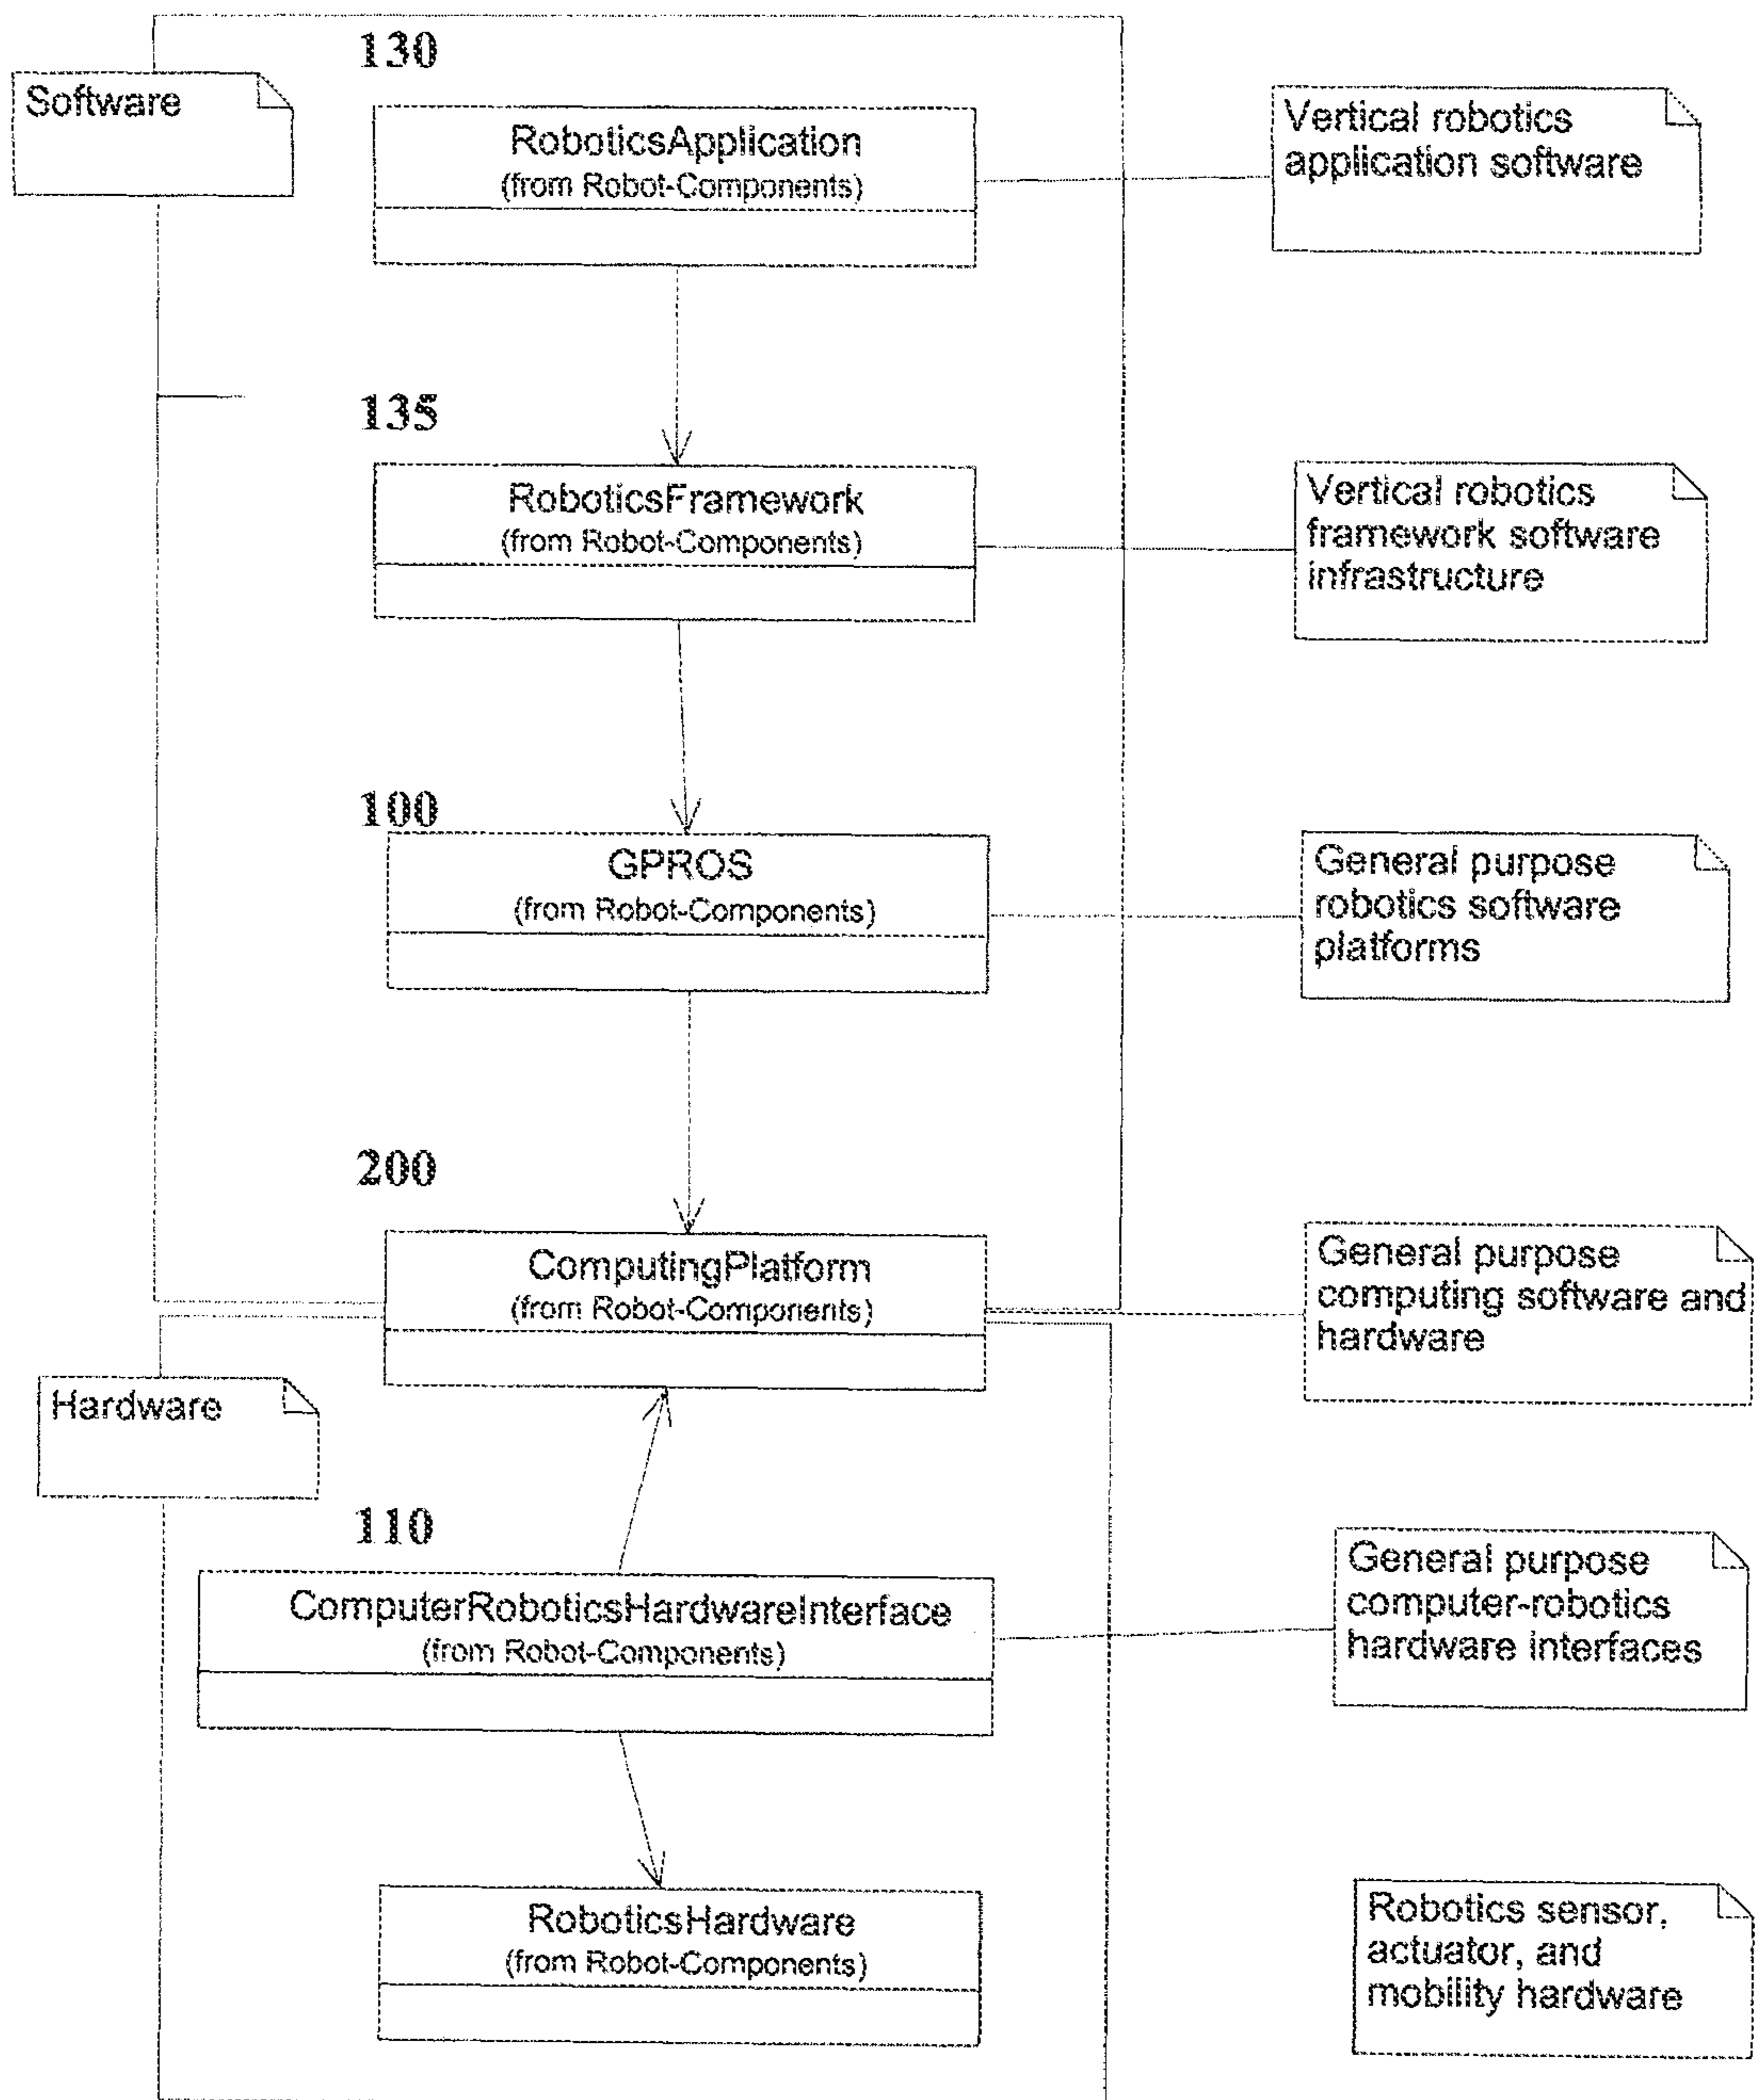 130
Software
RoboticsApplication
(from Robot-Components)
Vertical robotics
application software
135
RoboticsFramework
(from Robot-Components)
Vertical robotics
framework software
infrastructure
100
GPROS
(from Robot-Components)
General purpose
robotics software
platforms
200
ComputingPlatform
(from Robot-Components)
General purpose
computing software and
hardware
Hardware
110
ComputerRoboticsHardwareInterface
(from Robot-Components)
General purpose
computer-robotics
hardware interfaces
RoboticsHardware
(from Robot-Components)
Robotics sensor,
actuator, and
mobility hardware